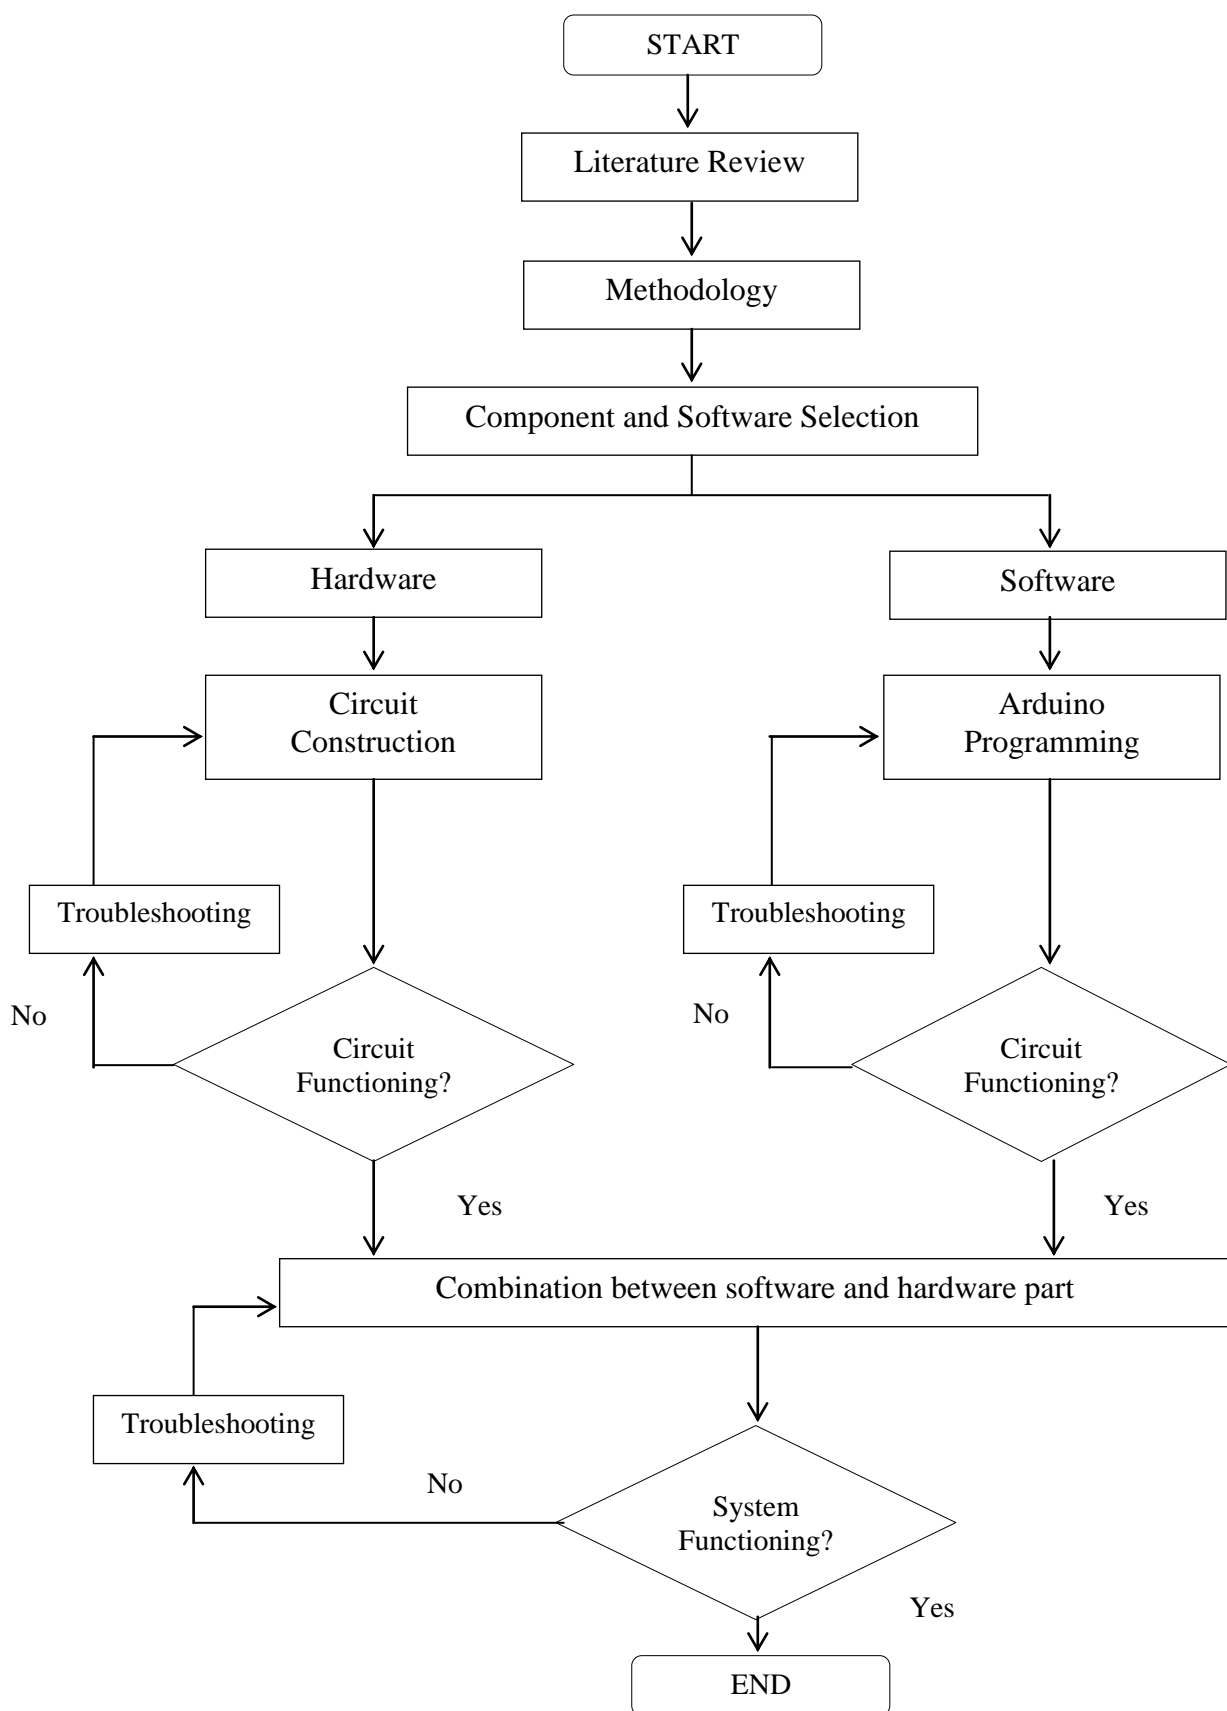 START
Literature Review
Methodology
Component and Software Selection
Hardware
Software
Circuit
Construction
Arduino
Programming
Troubleshooting
Troubleshooting
No
No
Circuit
Functioning?
Circuit
Functioning?
Yes
Yes
Combination between software and hardware part
Troubleshooting
No
System
Functioning?
Yes
END